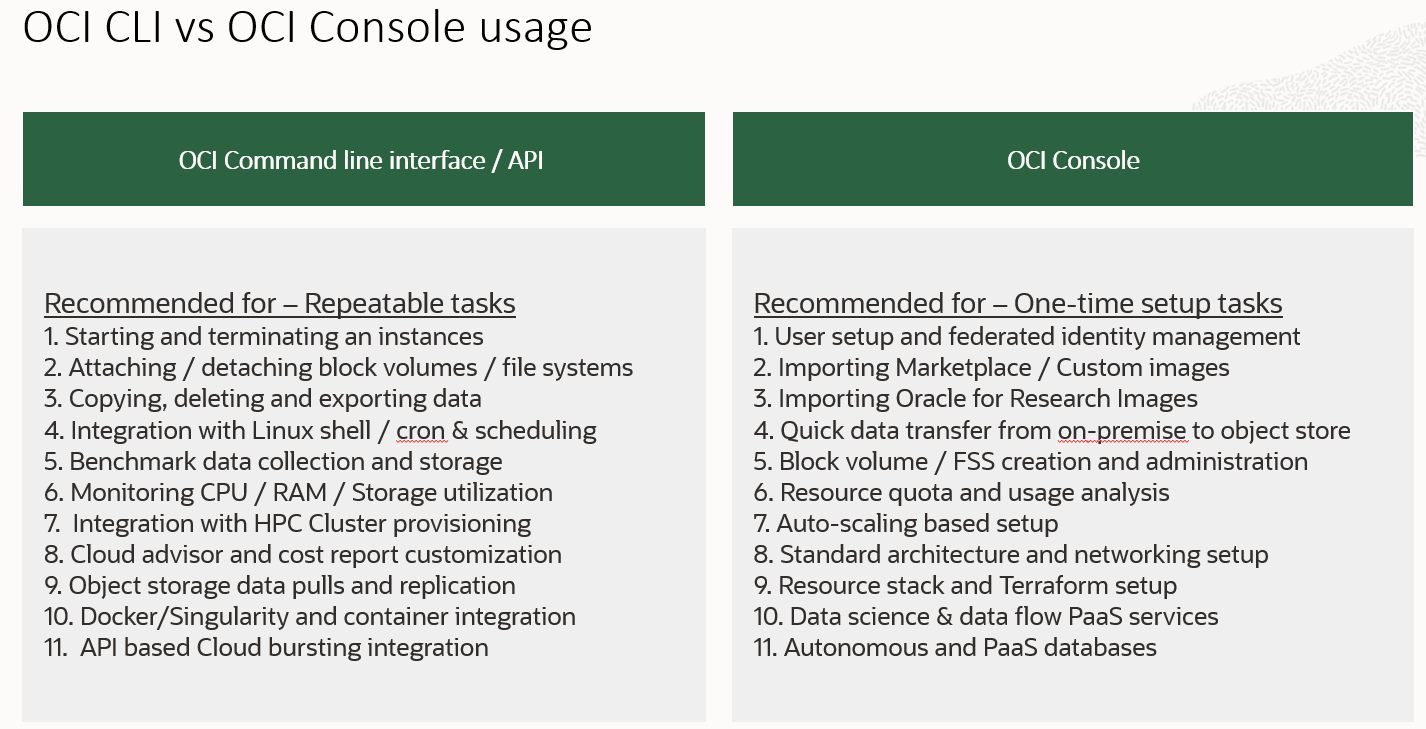 OCI CLI vs OCI Console usage
OCI Command line interface / API
Recommended for – Repeatable tasks
1. Starting and terminating an instances
2. Attaching / detaching block volumes / file systems
3. Copying, deleting and exporting data
4. Integration with Linux shell / cron & scheduling
5. Benchmark data collection and storage
6. Monitoring CPU / RAM / Storage utilization
7.  Integration with HPC Cluster provisioning
8. Cloud advisor and cost report customization
9. Object storage data pulls and replication
10. Docker/Singularity and container integration
11.  API based Cloud bursting integration
OCI Console
Recommended for – One-time setup tasks
1. User setup and federated identity management
2. Importing Marketplace / Custom images
3. Importing Oracle for Research Images
4. Quick data transfer from on-premise to object store
5. Block volume / FSS creation and administration
6. Resource quota and usage analysis
7. Auto-scaling based setup
8. Standard architecture and networking setup
9. Resource stack and Terraform setup
10. Data science & data flow PaaS services
11. Autonomous and PaaS databases